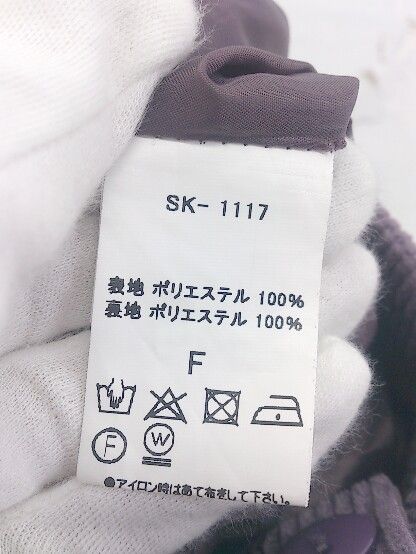 SK-1117
表地 ポリエステル 100%
裏地 ポリエステル 100%
F
F W
●アイロン時はあて布をして下さい。